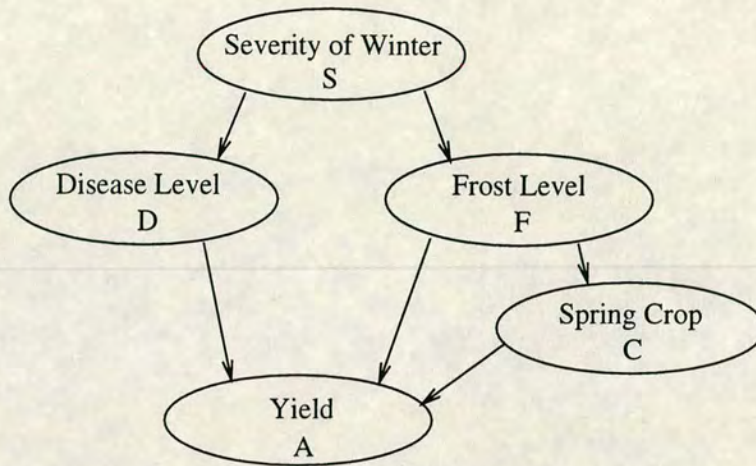 Severity of Winter
S
Disease Level
D
Frost Level
F
Spring Crop
C
Yield
A